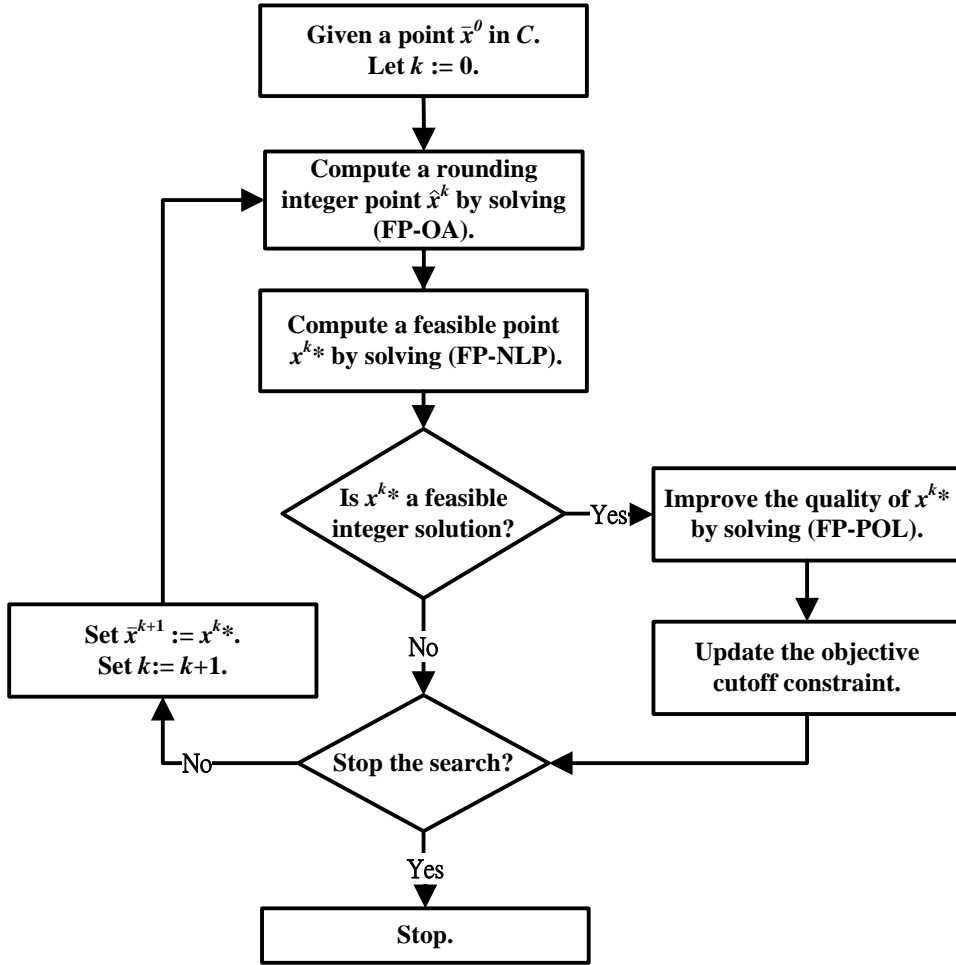 Given a point x̄⁰ in C.
Let k := 0.
Compute a rounding
integer point x̂ᵏ by solving
(FP-OA).
Compute a feasible point
xᵏ* by solving (FP-NLP).
Is xᵏ* a feasible
integer solution?
Yes
Improve the quality of xᵏ*
by solving (FP-POL).
No
Update the objective
cutoff constraint.
Set x̄ᵏ⁺¹ := xᵏ*.
Set k:= k+1.
Stop the search?
No
Yes
Stop.